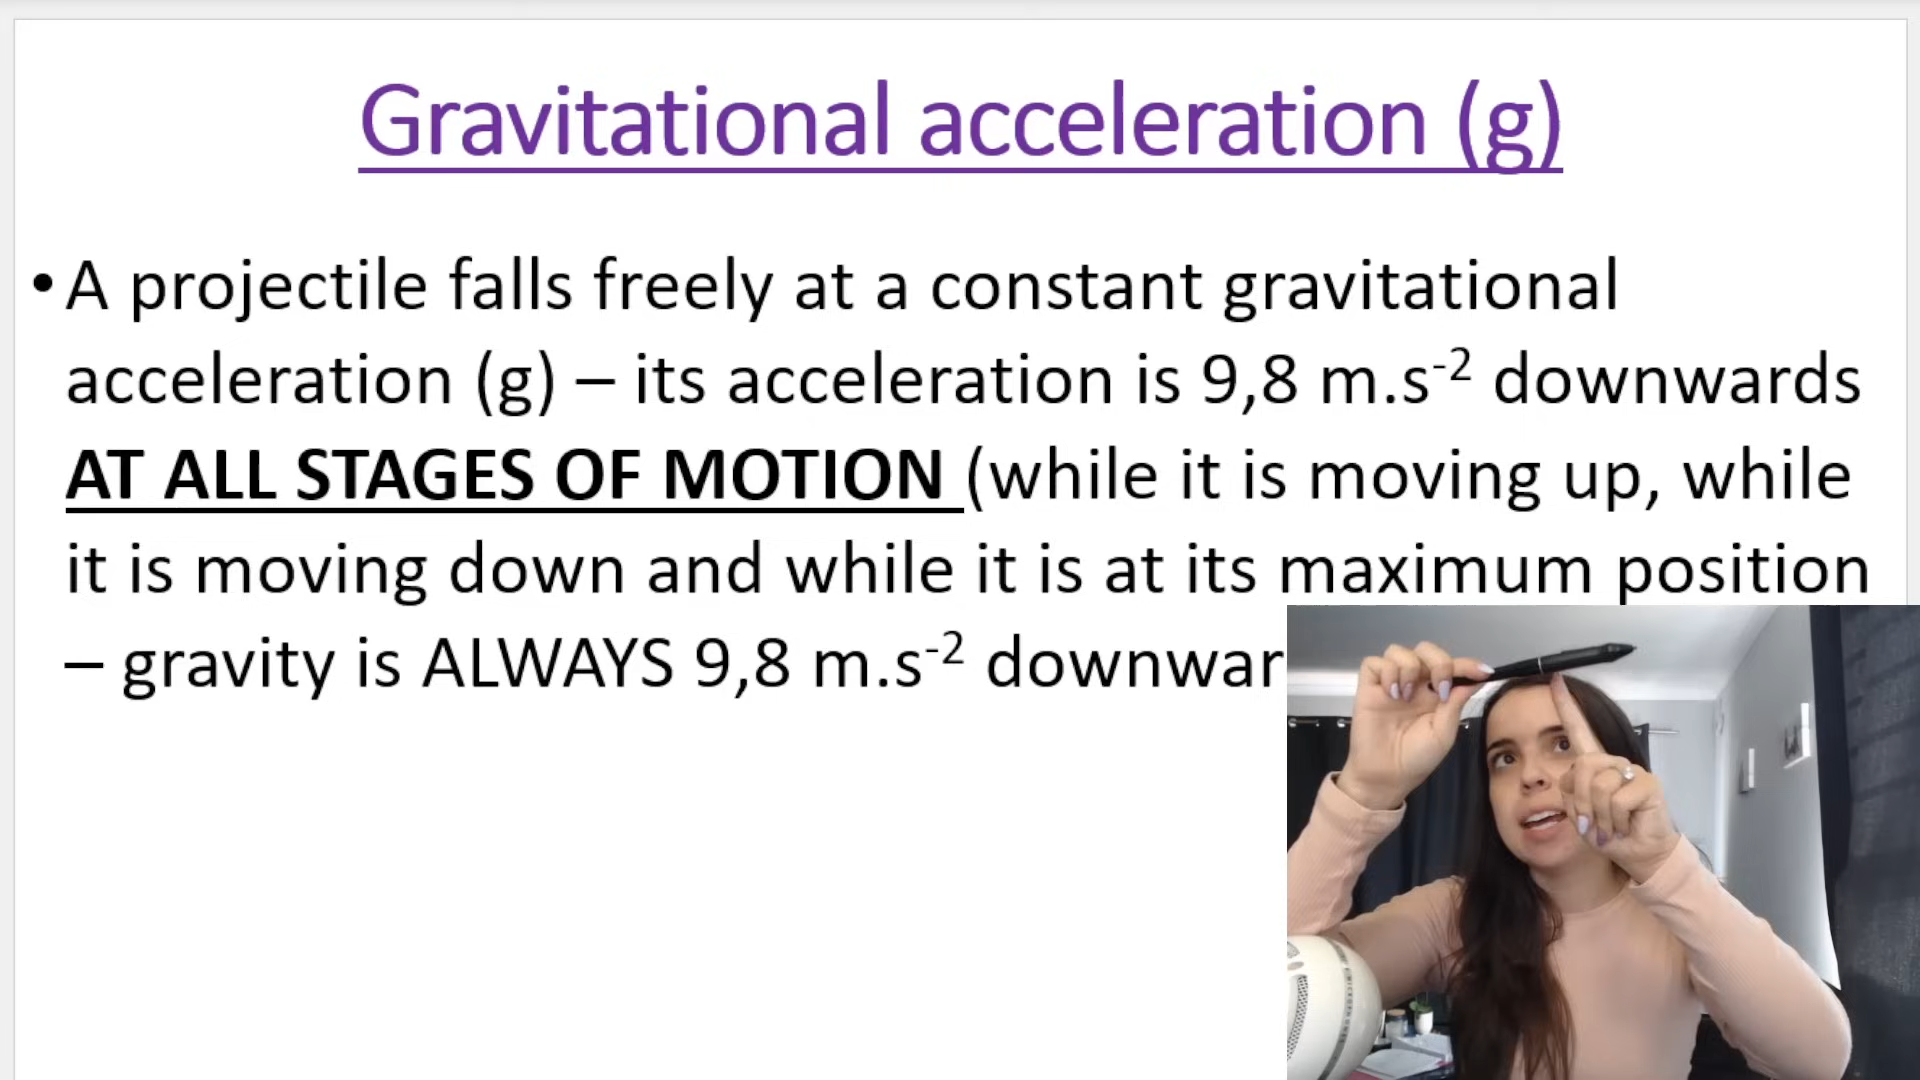 Gravitational acceleration (g)
• A projectile falls freely at a constant gravitational
acceleration (g) – its acceleration is 9,8 m.s⁻² downwards
AT ALL STAGES OF MOTION (while it is moving up, while
it is moving down and while it is at its maximum position
– gravity is ALWAYS 9,8 m.s⁻² downwar